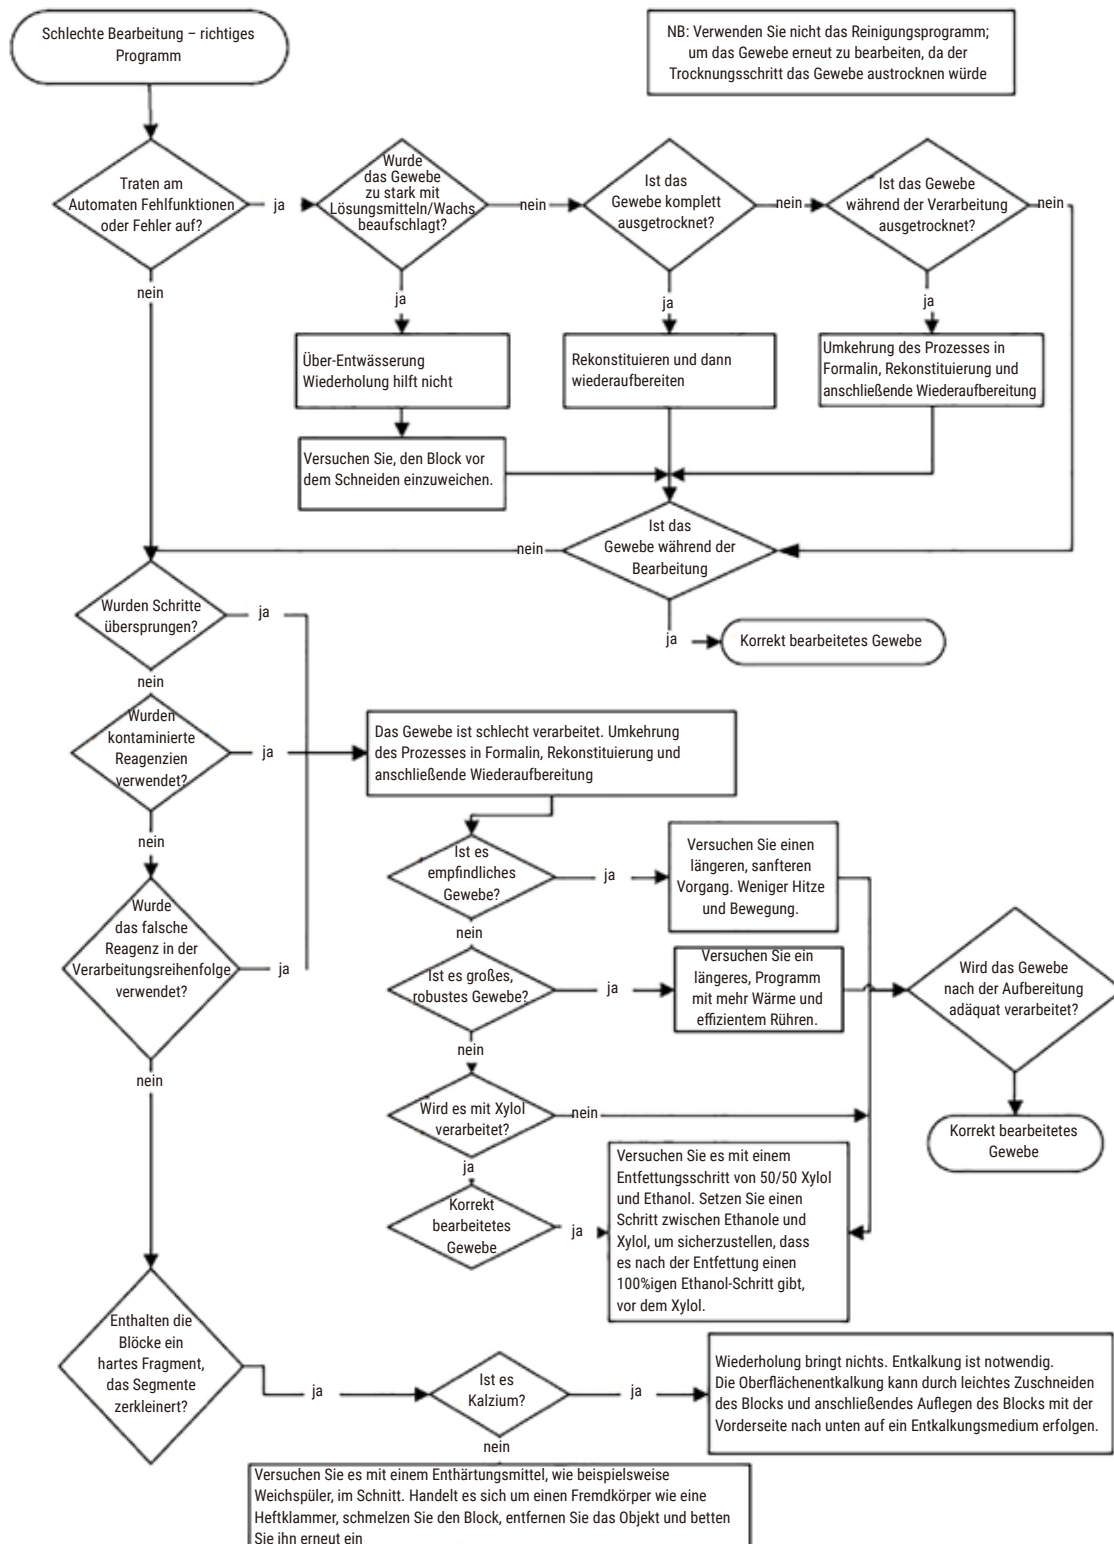 Schlechte Bearbeitung – richtiges
Programm
NB: Verwenden Sie nicht das Reinigungsprogramm;
um das Gewebe erneut zu bearbeiten, da der
Trocknungsschritt das Gewebe austrocknen würde
Traten am
Automaten Fehlfunktionen
oder Fehler auf?
ja
Wurde
das Gewebe
zu stark mit
Lösungsmitteln/Wachs
beaufschlagt?
nein
Ist das
Gewebe komplett
ausgetrocknet?
nein
Ist das Gewebe
während der Verarbeitung
ausgetrocknet?
nein
nein
ja
ja
ja
Über-Entwässerung
Wiederholung hilft nicht
Rekonstituieren und dann
wiederaufbereiten
Umkehrung des Prozesses in
Formalin, Rekonstituierung und
anschließende Wiederaufbereitung
Versuchen Sie, den Block vor
dem Schneiden einzuweichen.
Ist das
Gewebe während der
Bearbeitung
nein
ja
Korrekt bearbeitetes Gewebe
Wurden Schritte
übersprungen?
ja
nein
Wurden
kontaminierte
Reagenzien
verwendet?
ja
Das Gewebe ist schlecht verarbeitet. Umkehrung
des Prozesses in Formalin, Rekonstituierung und
anschließende Wiederaufbereitung
nein
Wurde
das falsche
Reagenz in der
Verarbeitungsreihenfolge
verwendet?
ja
nein
Ist es
empfindliches
Gewebe?
ja
Versuchen Sie einen
längeren, sanfteren
Vorgang. Weniger Hitze
und Bewegung.
nein
Ist es großes,
robustes Gewebe?
ja
Versuchen Sie ein
längeres, Programm
mit mehr Wärme und
effizientem Rühren.
Wird das Gewebe
nach der Aufbereitung
adäquat verarbeitet?
nein
Wird es mit Xylol
verarbeitet?
nein
Korrekt bearbeitetes
Gewebe
ja
Korrekt
bearbeitetes
Gewebe
ja
Versuchen Sie es mit einem
Entfettungsschritt von 50/50 Xylol
und Ethanol. Setzen Sie einen
Schritt zwischen Ethanole und
Xylol, um sicherzustellen, dass
es nach der Entfettung einen
100%igen Ethanol-Schritt gibt,
vor dem Xylol.
Enthalten die
Blöcke ein
hartes Fragment,
das Segmente
zerkleinert?
ja
Ist es
Kalzium?
ja
Wiederholung bringt nichts. Entkalkung ist notwendig.
Die Oberflächenentkalkung kann durch leichtes Zuschneiden
des Blocks und anschließendes Auflegen des Blocks mit der
Vorderseite nach unten auf ein Entkalkungsmedium erfolgen.
nein
Versuchen Sie es mit einem Enthärtungsmittel, wie beispielsweise
Weichspüler, im Schnitt. Handelt es sich um einen Fremdkörper wie eine
Heftklammer, schmelzen Sie den Block, entfernen Sie das Objekt und betten
Sie ihn erneut ein